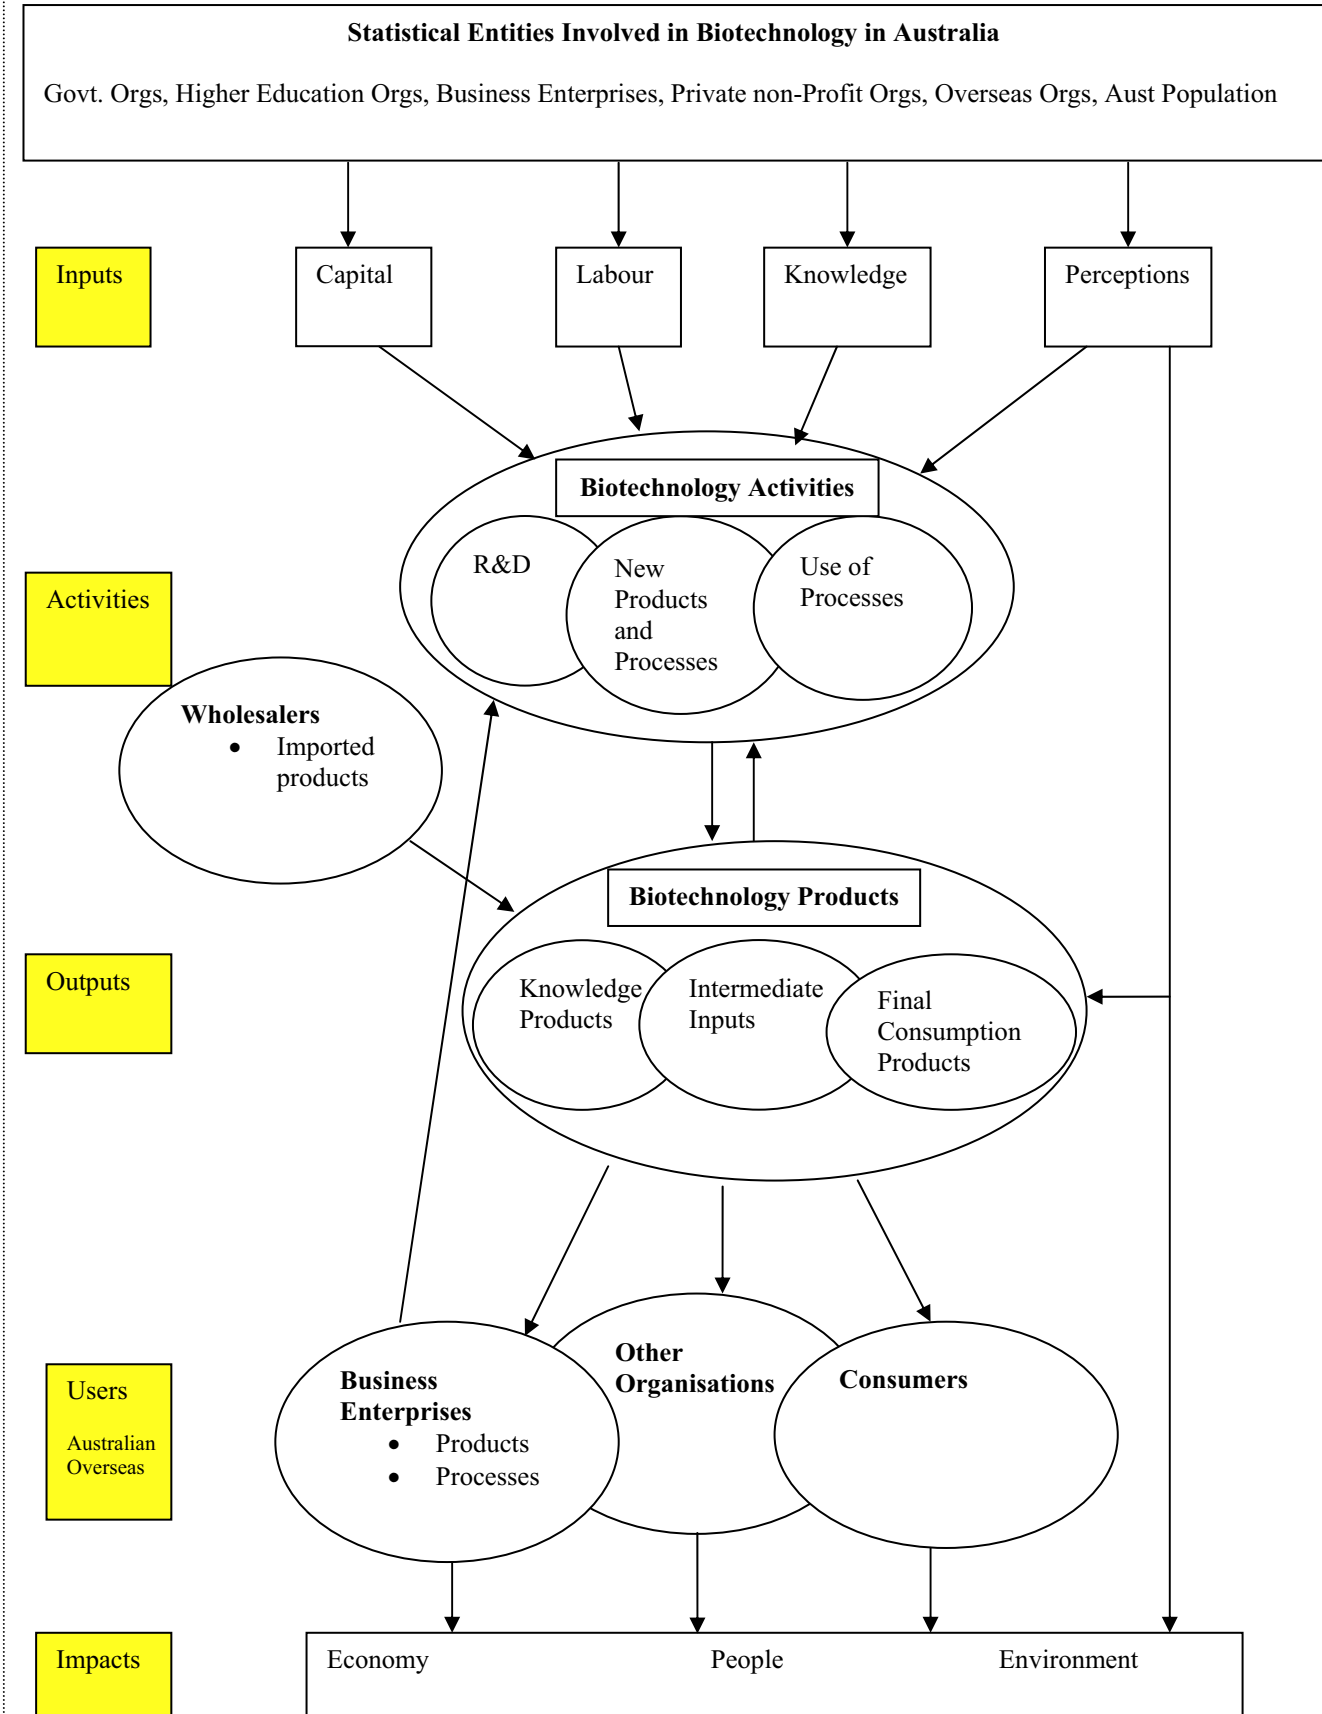 Statistical Entities Involved in Biotechnology in Australia
Govt. Orgs, Higher Education Orgs, Business Enterprises, Private non-Profit Orgs, Overseas Orgs, Aust Population
Inputs
Capital
Labour
Knowledge
Perceptions
Biotechnology Activities
Activities
R&D
New
Products
and
Processes
Use of
Processes
Wholesalers
• Imported
products
Biotechnology Products
Outputs
Knowledge
Products
Intermediate
Inputs
Final
Consumption
Products
Users
Australian
Overseas
Business
Enterprises
• Products
• Processes
Other
Organisations
Consumers
Impacts
Economy
People
Environment